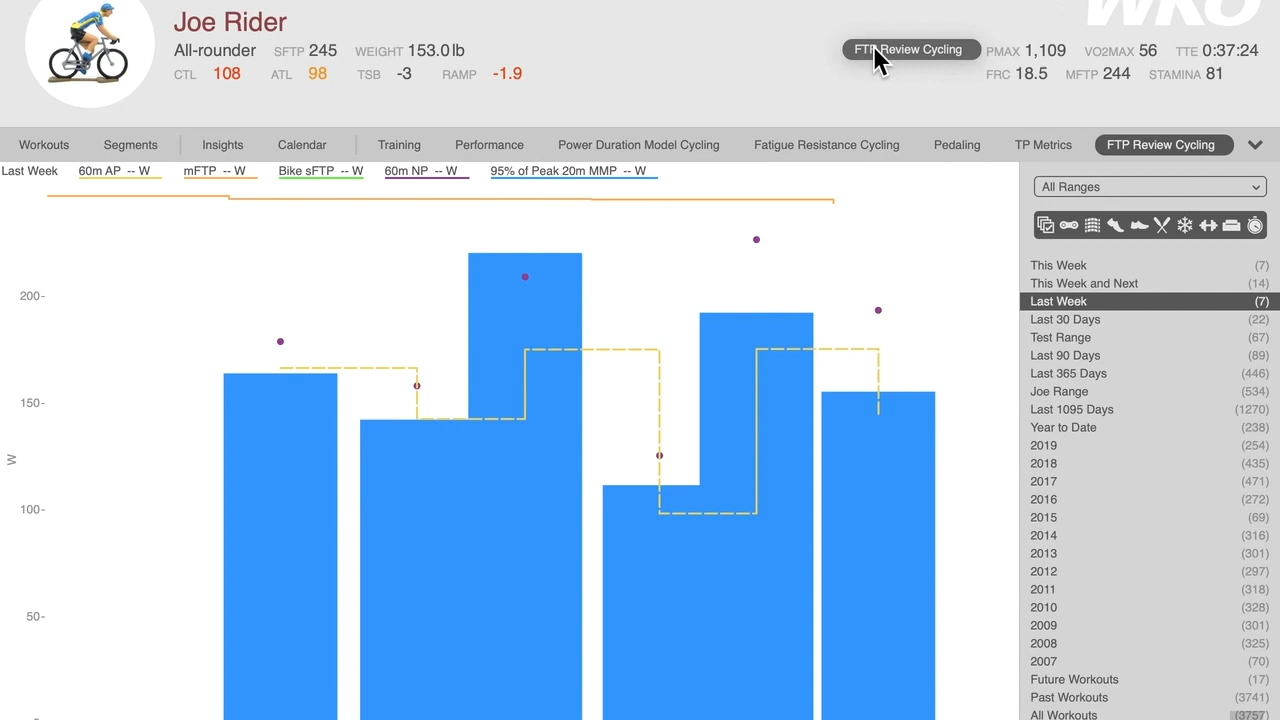 WKO
Joe Rider
All-rounder SFTP 245 WEIGHT 153.0 lb
FTP Review Cycling PMAX 1,109 VO2MAX 56 TTE 0:37:24
CTL 108 ATL 98 TSB -3 RAMP -1.9
FRC 18.5 MFTP 244 STAMINA 81
Workouts Segments Insights Calendar Training Performance Power Duration Model Cycling Fatigue Resistance Cycling Pedaling TP Metrics FTP Review Cycling
Last Week 60m AP -- W mFTP -- W Bike sFTP -- W 60m NP -- W 95% of Peak 20m MMP -- W
200-
150-
W
100-
50-
All Ranges
This Week (7)
This Week and Next (14)
Last Week (7)
Last 30 Days (22)
Test Range (67)
Last 90 Days (89)
Last 365 Days (446)
Joe Range (534)
Last 1095 Days (1270)
Year to Date (238)
2019 (254)
2018 (435)
2017 (471)
2016 (272)
2015 (69)
2014 (316)
2013 (301)
2012 (297)
2011 (318)
2010 (328)
2009 (301)
2008 (325)
2007 (70)
Future Workouts (17)
Past Workouts (3741)
All Workouts (3757)